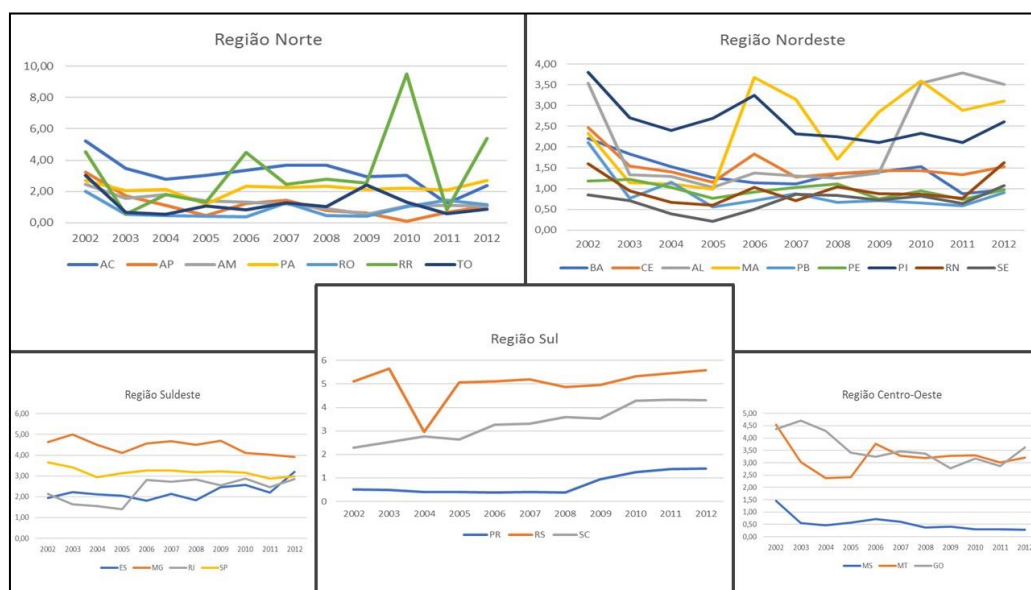 Região Norte
10,00
8,00
6,00
4,00
2,00
0,00
2002 2003 2004 2005 2006 2007 2008 2009 2010 2011 2012
AC AP AM PA RO RR TO
Região Nordeste
4,00
3,50
3,00
2,50
2,00
1,50
1,00
0,50
0,00
2002 2003 2004 2005 2006 2007 2008 2009 2010 2011 2012
BA CE AL MA PB PE PI RN SE
Região Suldeste
6,00
5,00
4,00
3,00
2,00
1,00
0,00
2002 2003 2004 2005 2006 2007 2008 2009 2010 2011 2012
ES MG RJ SP
Região Sul
6
5
4
3
2
1
0
2002 2003 2004 2005 2006 2007 2008 2009 2010 2011 2012
PR RS SC
Região Centro-Oeste
5,00
4,50
4,00
3,50
3,00
2,50
2,00
1,50
1,00
0,50
0,00
2002 2003 2004 2005 2006 2007 2008 2009 2010 2011 2012
MS MT GO